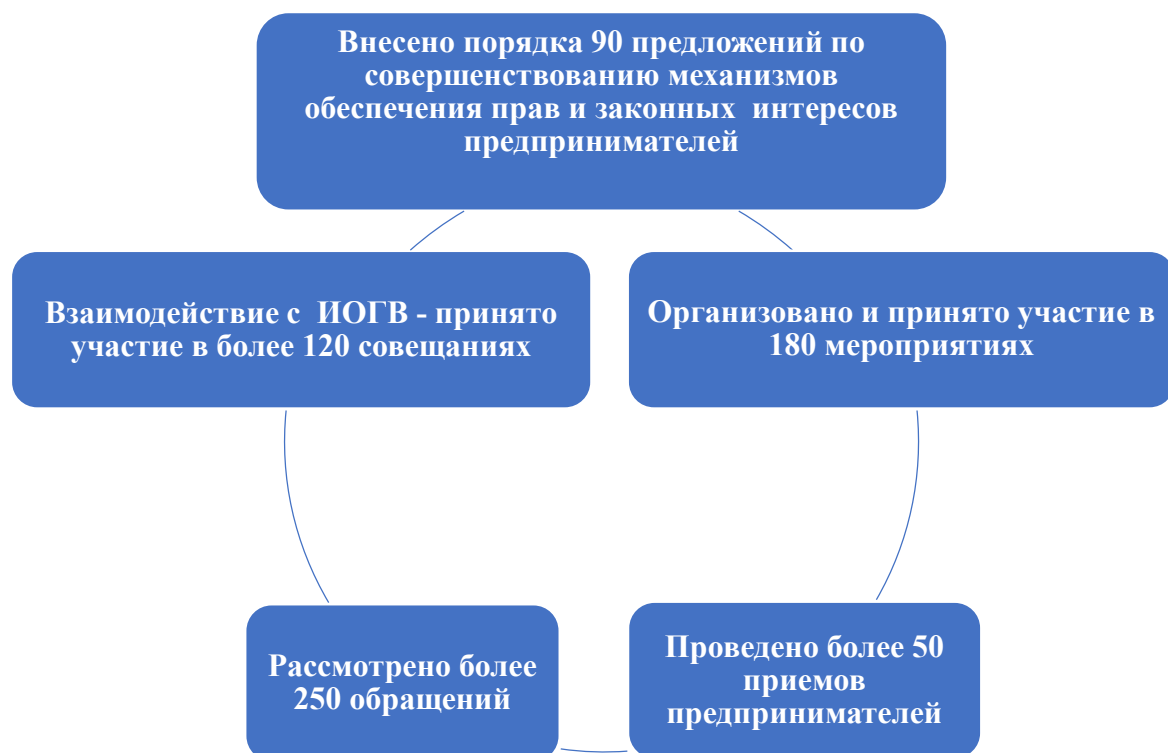 Внесено порядка 90 предложений по
совершенствованию механизмов
обеспечения прав и законных  интересов
предпринимателей
Взаимодействие с  ИОГВ - принято
участие в более 120 совещаниях
Организовано и принято участие в
180 мероприятиях
Рассмотрено более
250 обращений
Проведено более 50
приемов
предпринимателей